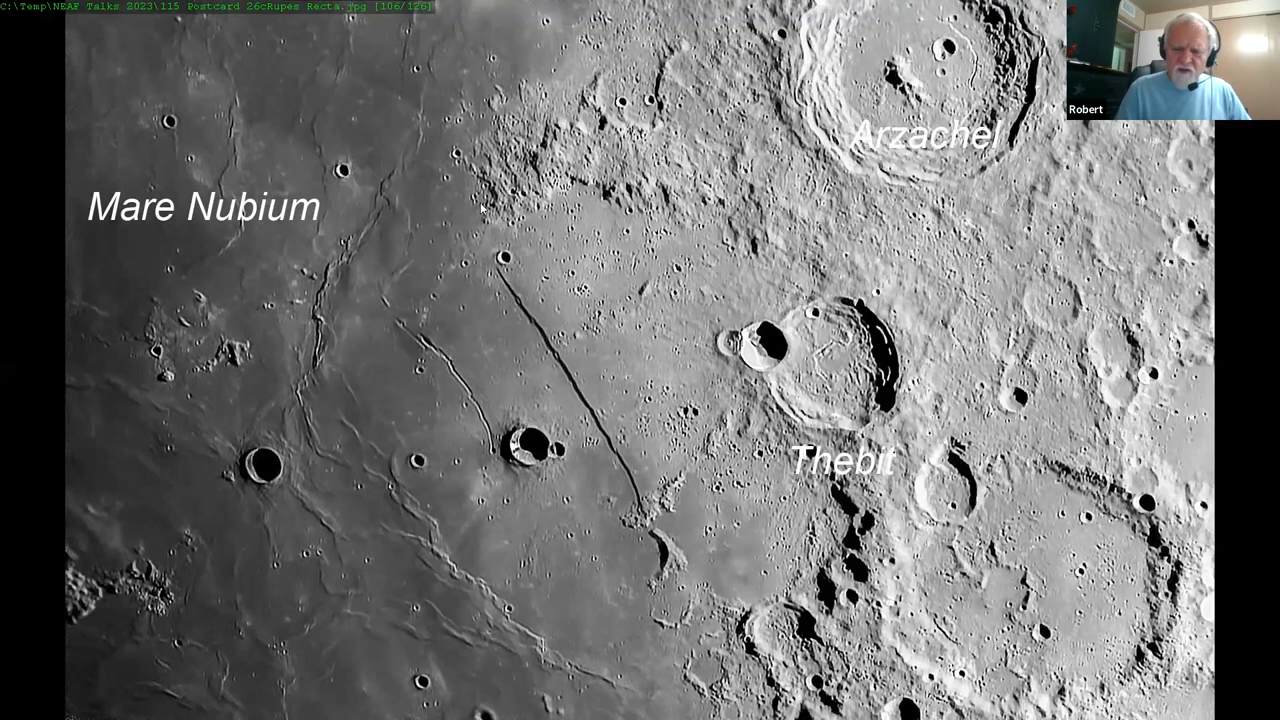 C:\Temp\NEAF Talks 2023\115 Postcard 26cRupes Recta.jpg [106/126]
Robert
Arzachel
Mare Nubium
Thebit